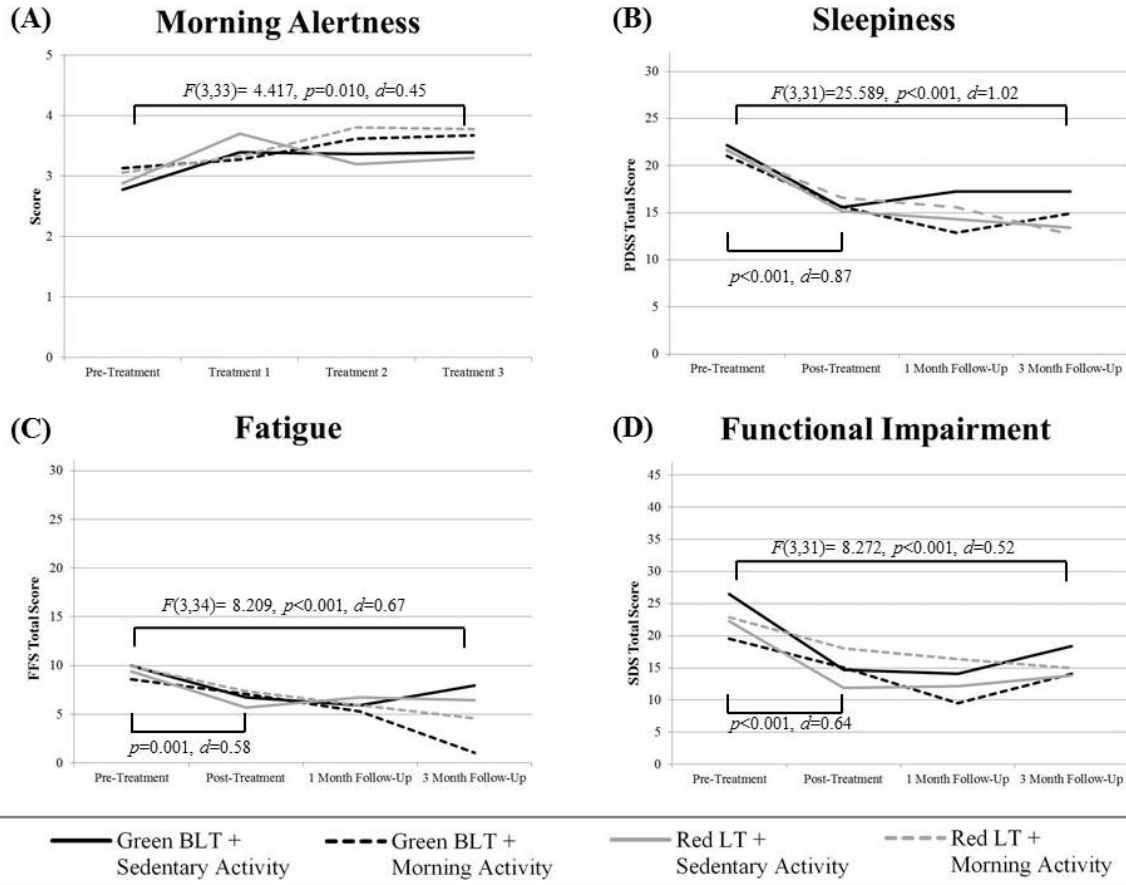 (A) Morning Alertness
5
4
3
2
1
0
Score
F(3,33)= 4.417, p=0.010, d=0.45
Pre-Treatment Treatment 1 Treatment 2 Treatment 3
(B) Sleepiness
30
25
20
15
10
5
0
PDSS Total Score
F(3,31)=25.589, p<0.001, d=1.02
p<0.001, d=0.87
Pre-Treatment Post-Treatment 1 Month Follow-Up 3 Month Follow-Up
(C) Fatigue
30
25
20
15
10
5
0
FFS Total Score
F(3,34)= 8.209, p<0.001, d=0.67
p=0.001, d=0.58
Pre-Treatment Post-Treatment 1 Month Follow-Up 3 Month Follow-Up
(D) Functional Impairment
45
40
35
30
25
20
15
10
5
0
SDS Total Score
F(3,31)= 8.272, p<0.001, d=0.52
p<0.001, d=0.64
Pre-Treatment Post-Treatment 1 Month Follow-Up 3 Month Follow-Up
Green BLT +
Sedentary Activity
Green BLT +
Morning Activity
Red LT +
Sedentary Activity
Red LT +
Morning Activity